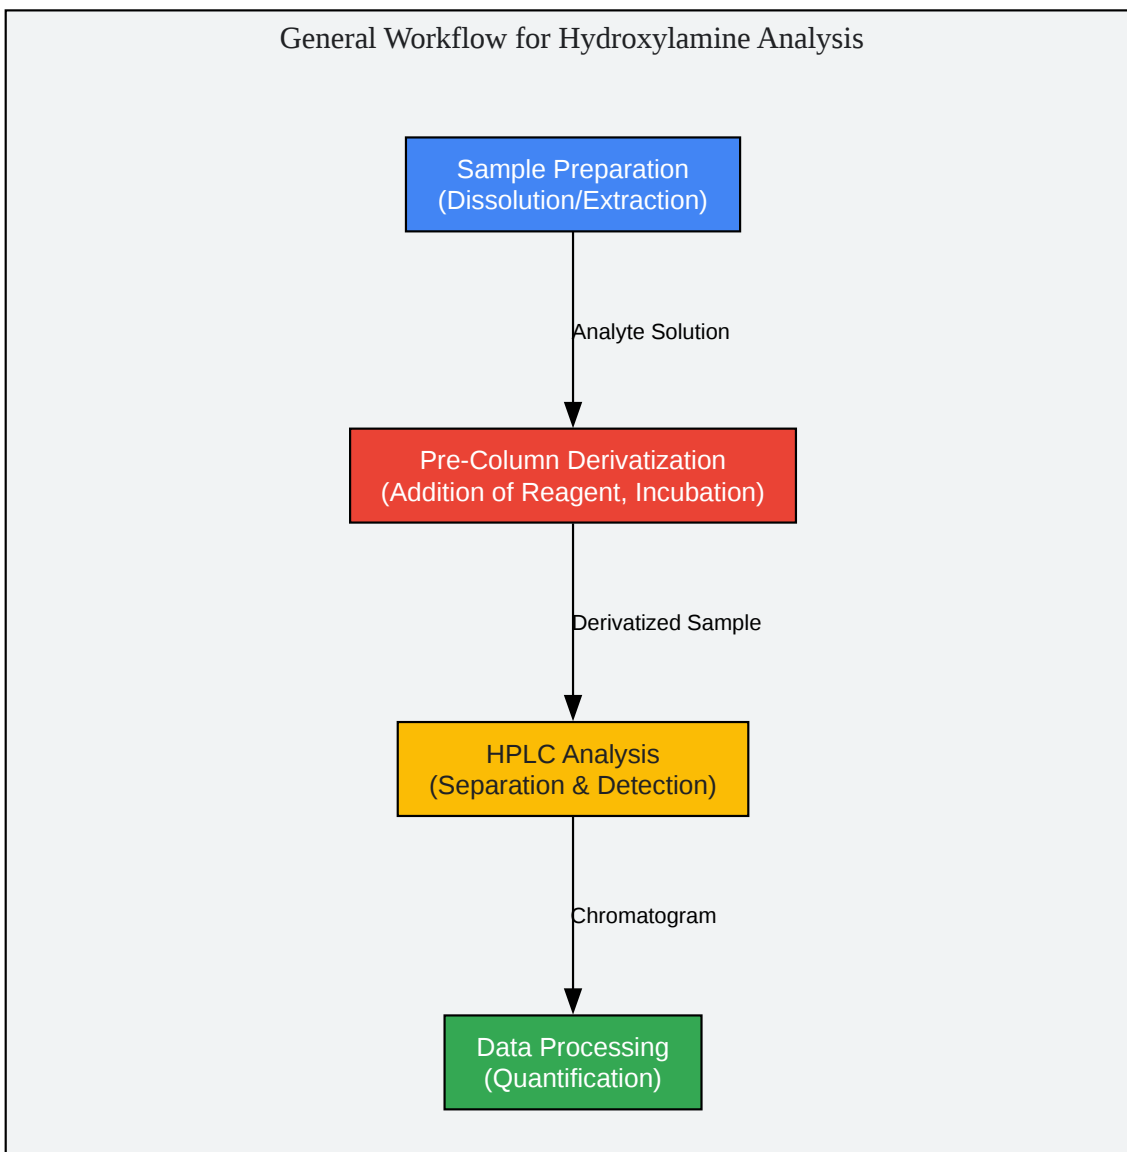 General Workflow for Hydroxylamine Analysis
Sample Preparation
(Dissolution/Extraction)
Analyte Solution
Pre-Column Derivatization
(Addition of Reagent, Incubation)
Derivatized Sample
HPLC Analysis
(Separation & Detection)
Chromatogram
Data Processing
(Quantification)